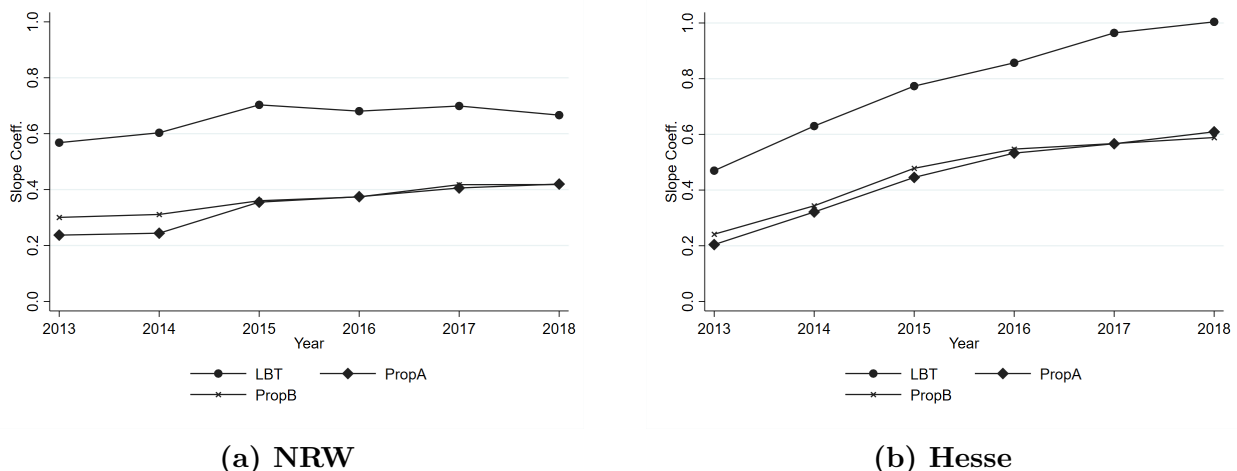 1.0
0.8
0.6
0.4
0.2
0.0
Slope Coeff.
2013 2014 2015 2016 2017 2018
Year
LBT PropA
PropB
(a) NRW
1.0
0.8
0.6
0.4
0.2
0.0
Slope Coeff.
2013 2014 2015 2016 2017 2018
Year
LBT PropA
PropB
(b) Hesse